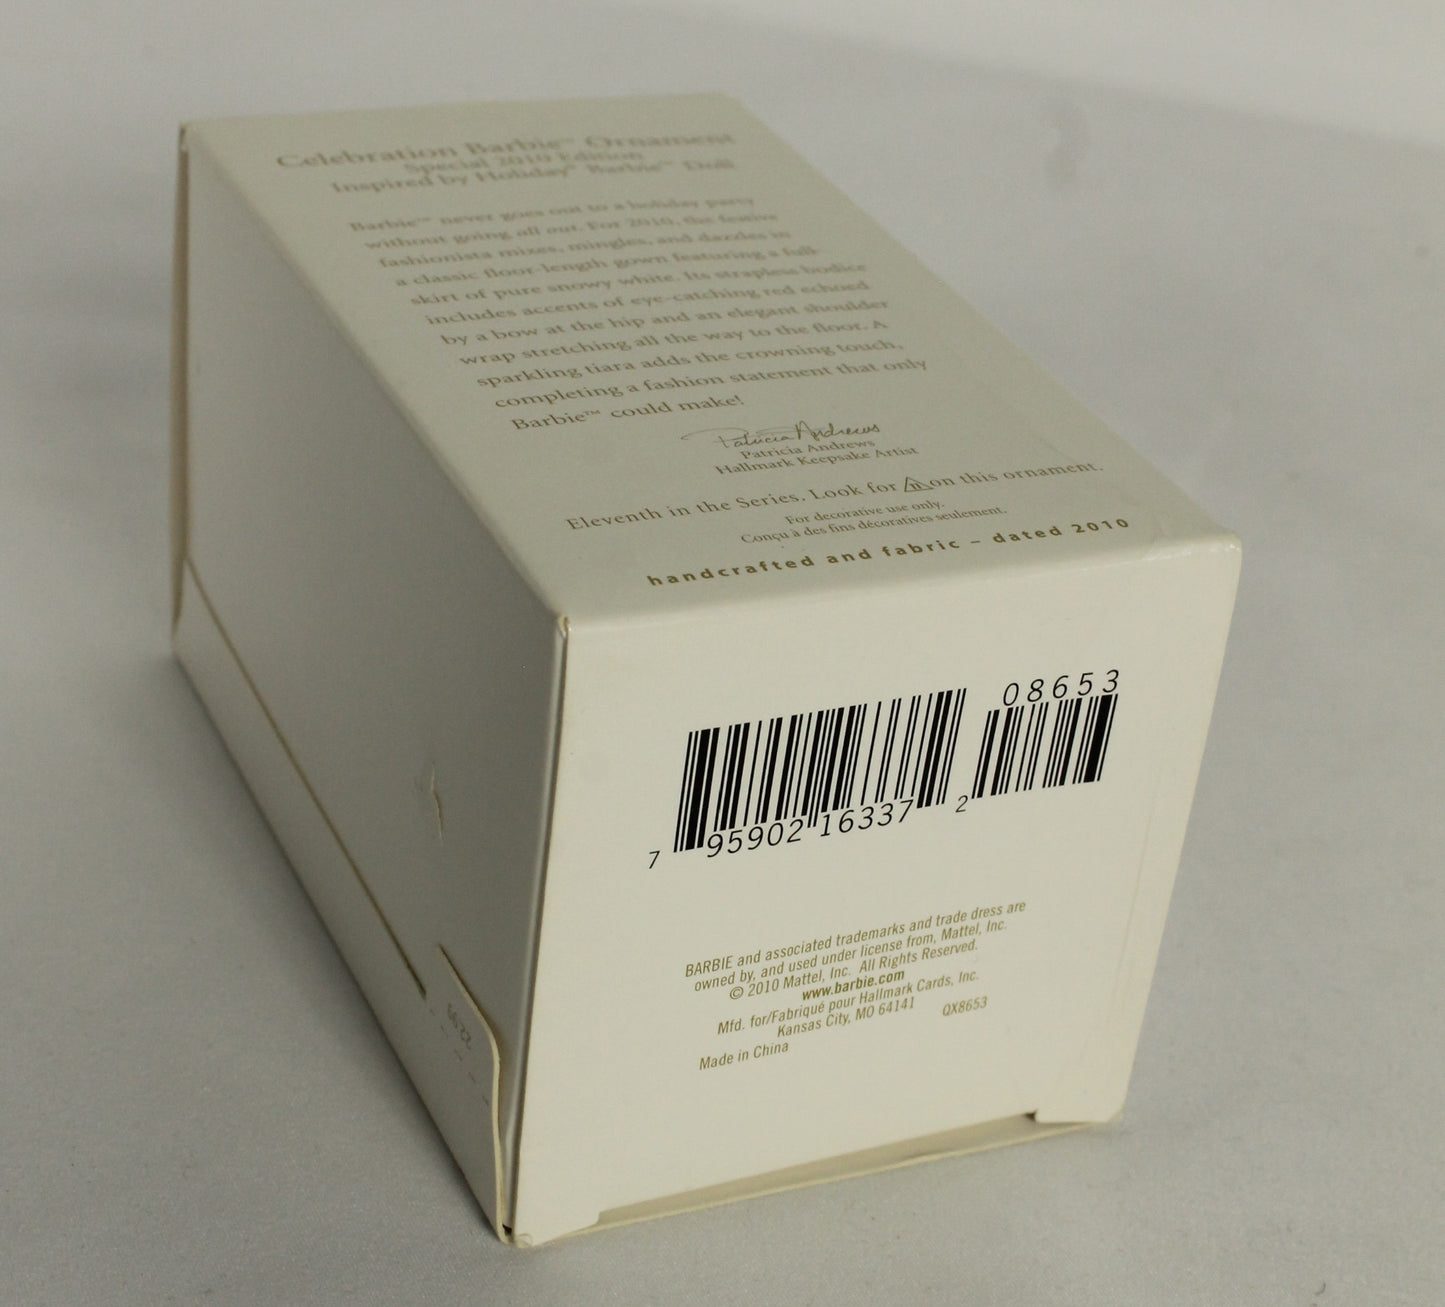 Celebration Barbie™ Ornament
Special 2010 Edition
Inspired by Holiday® Barbie™ Doll
Barbie™ never goes out to a holiday party
without going all out. For 2010, the festive
fashionista mixes, mingles, and dazzles in
a classic floor-length gown featuring a full
skirt of pure snowy white. Its strapless bodice
includes accents of eye-catching red echoed
by a bow at the hip and an elegant shoulder
wrap stretching all the way to the floor. A
sparkling tiara adds the crowning touch,
completing a fashion statement that only
Barbie™ could make!
Patricia Andrews
Patricia Andrews
Hallmark Keepsake Artist
Eleventh in the Series. Look for 11 on this ornament.
For decorative use only.
Conçu à des fins décoratives seulement.
handcrafted and fabric – dated 2010
08653
7 95902 16337 2
BARBIE and associated trademarks and trade dress are
owned by, and used under license from, Mattel, Inc.
© 2010 Mattel, Inc. All Rights Reserved.
www.barbie.com
Mfd. for/Fabriqué pour Hallmark Cards, Inc.
Kansas City, MO 64141 QX8653
Made in China
22.99